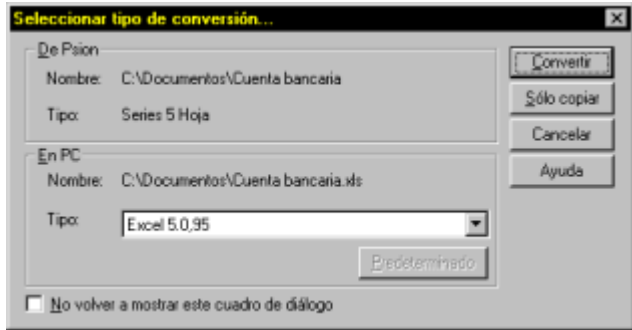 Seleccionar tipo de conversión...
De Psion
Nombre: C:\Documentos\Cuenta bancaria
Tipo: Series 5 Hoja
En PC
Nombre: C:\Documentos\Cuenta bancaria.xls
Tipo: Excel 5.0,95
Predeterminado
No volver a mostrar este cuadro de diálogo
Convertir
Sólo copiar
Cancelar
Ayuda